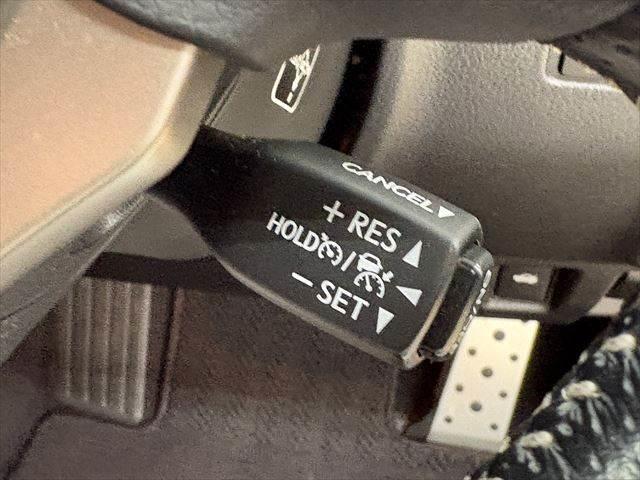 CANCEL
+ RES
HOLD /
– SET